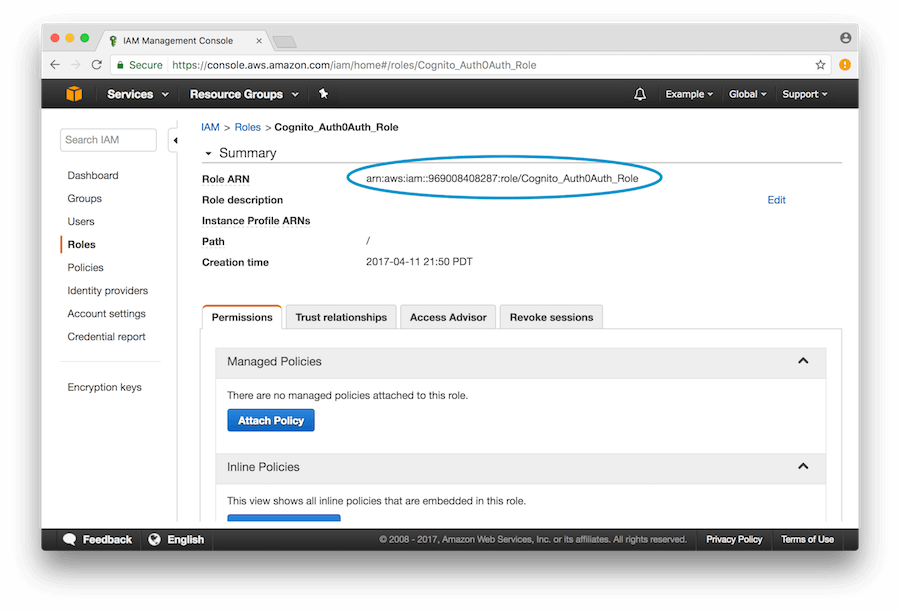 IAM Management Console
Secure https://console.aws.amazon.com/iam/home#/roles/Cognito_Auth0Auth_Role
Services Resource Groups Example Global Support
Search IAM
Dashboard
Groups
Users
Roles
Policies
Identity providers
Account settings
Credential report
Encryption keys
IAM > Roles > Cognito_Auth0Auth_Role
Summary
Role ARN arn:aws:iam::969008408287:role/Cognito_Auth0Auth_Role
Role description Edit
Instance Profile ARNs
Path /
Creation time 2017-04-11 21:50 PDT
Permissions Trust relationships Access Advisor Revoke sessions
Managed Policies
There are no managed policies attached to this role.
Attach Policy
Inline Policies
This view shows all inline policies that are embedded in this role.
Feedback English © 2008 - 2017, Amazon Web Services, Inc. or its affiliates. All rights reserved. Privacy Policy Terms of Use